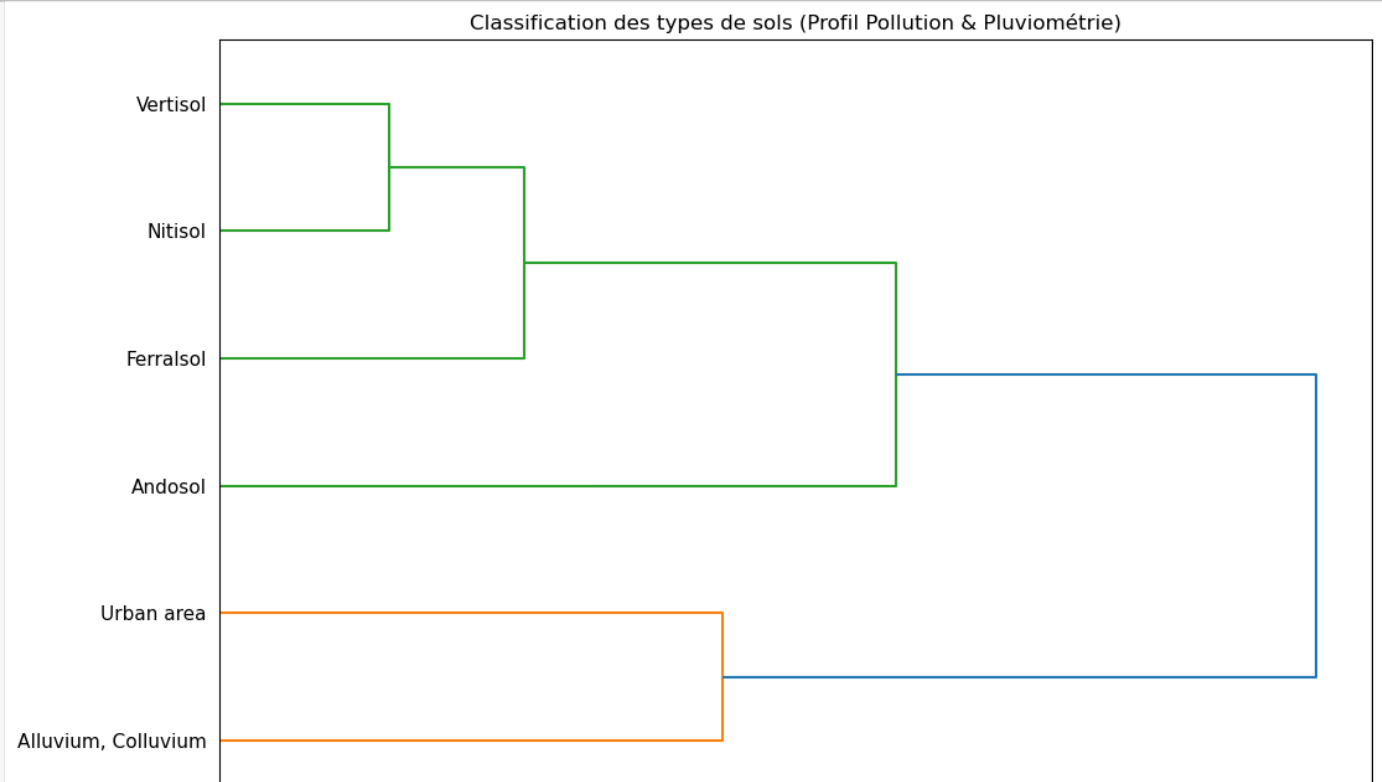 Classification des types de sols (Profil Pollution & Pluviométrie)
Vertisol
Nitisol
Ferralsol
Andosol
Urban area
Alluvium, Colluvium